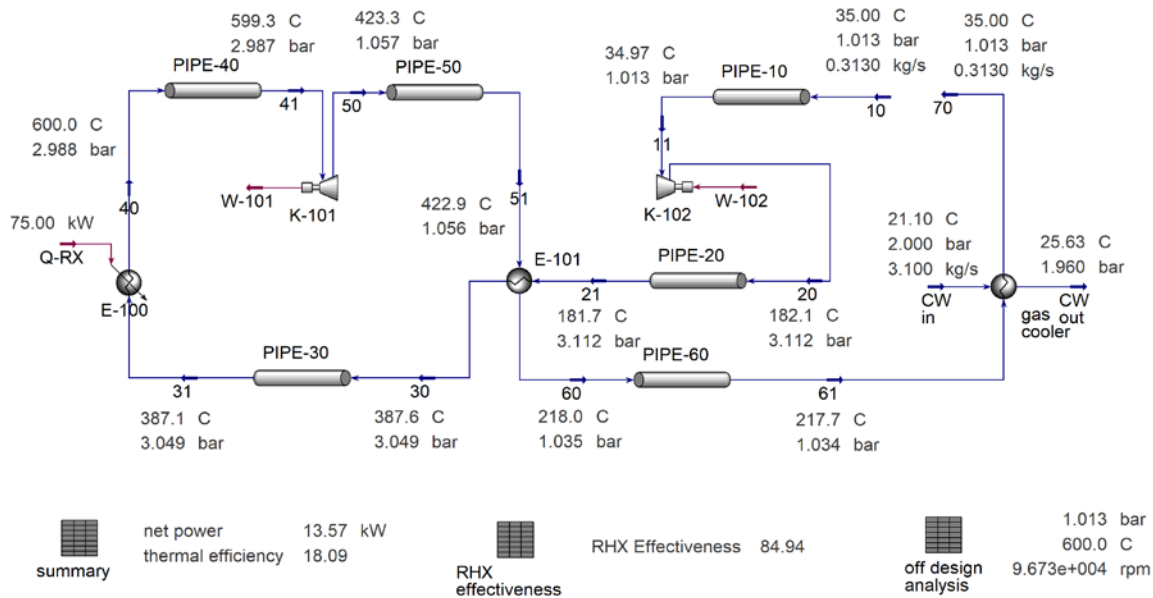 599.3 C
2.987 bar
423.3 C
1.057 bar
35.00 C
1.013 bar
0.3130 kg/s
35.00 C
1.013 bar
0.3130 kg/s
34.97 C
1.013 bar
PIPE-40
PIPE-50
PIPE-10
41
50
10
70
600.0 C
2.988 bar
11
W-101
K-101
K-102
W-102
40
51
75.00 kW
Q-RX
E-100
422.9 C
1.056 bar
E-101
PIPE-20
21
20
21.10 C
2.000 bar
3.100 kg/s
25.63 C
1.960 bar
CW
in
gas
cooler
CW
out
181.7 C
3.112 bar
182.1 C
3.112 bar
PIPE-30
PIPE-60
31
30
60
61
387.1 C
3.049 bar
387.6 C
3.049 bar
218.0 C
1.035 bar
217.7 C
1.034 bar
summary
net power 13.57 kW
thermal efficiency 18.09
RHX
effectiveness
RHX Effectiveness 84.94
off design
analysis
1.013 bar
600.0 C
9.673e+004 rpm